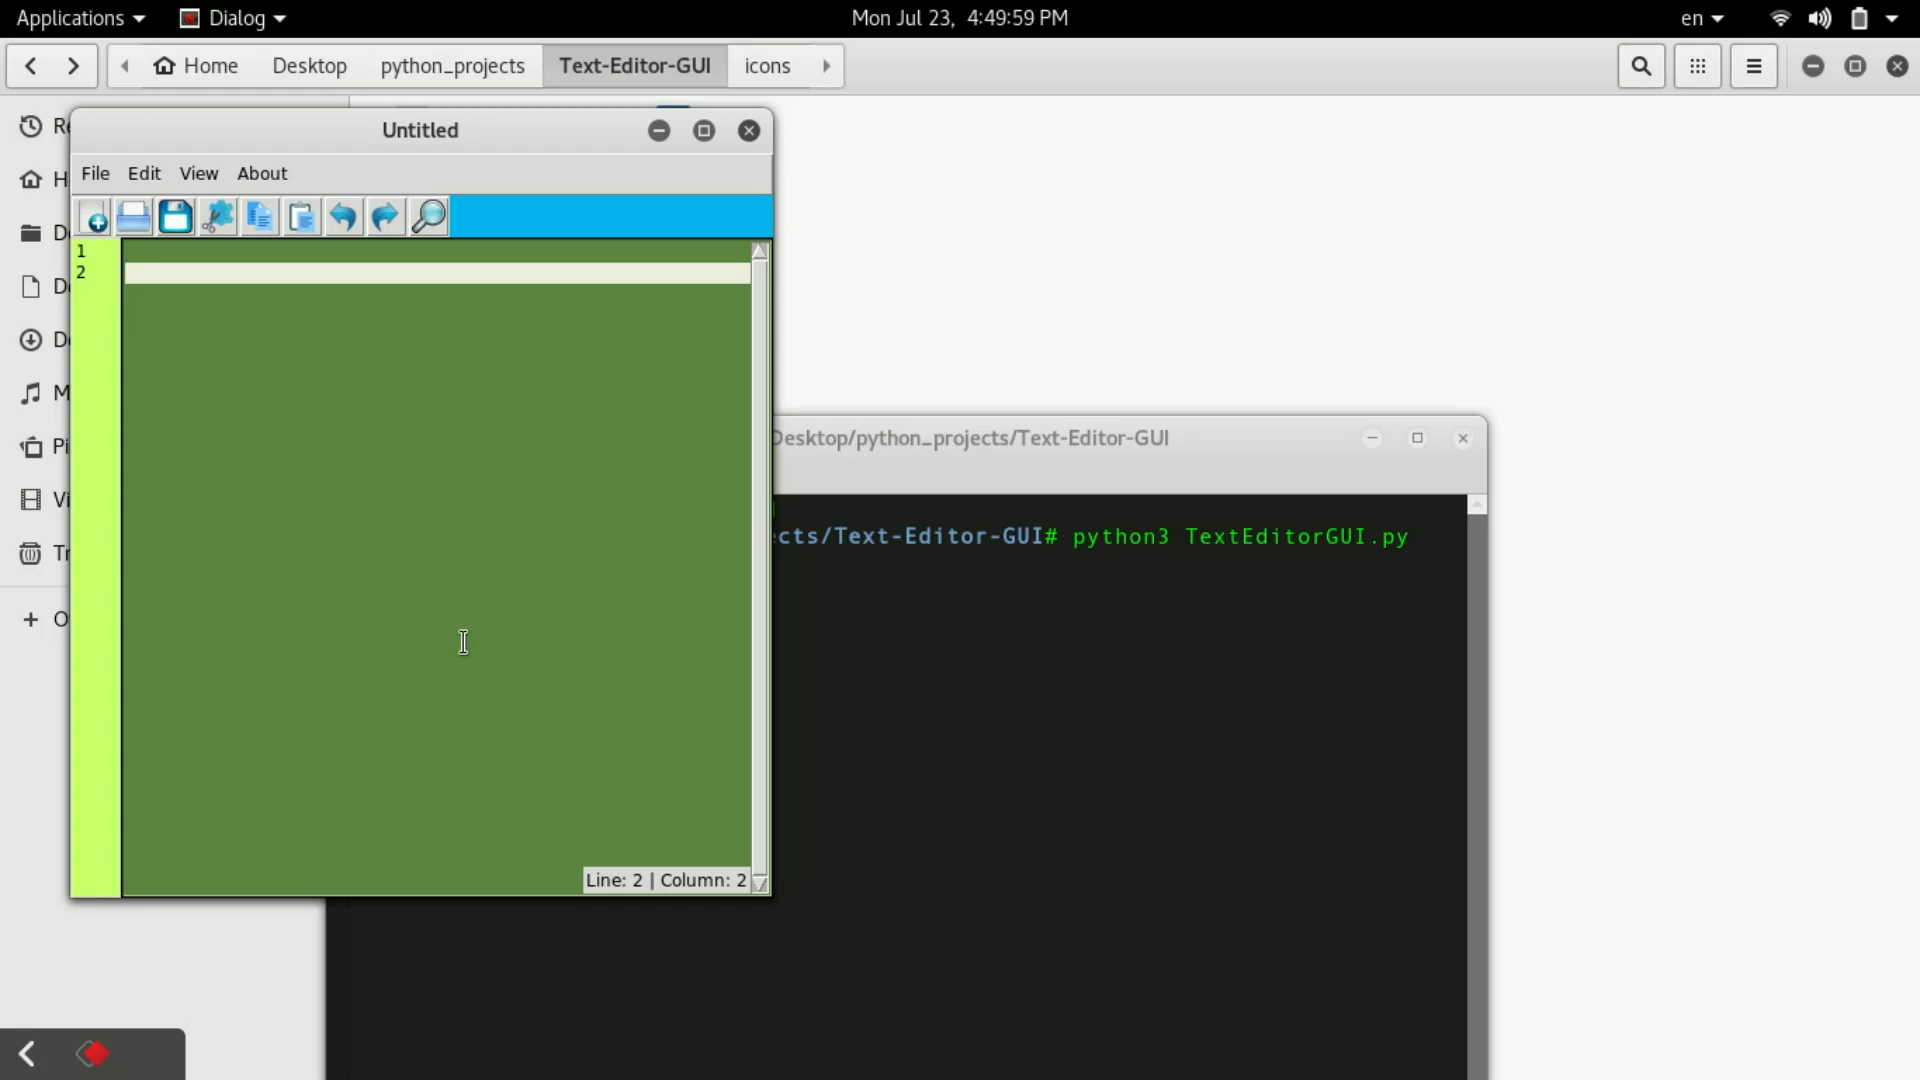 Applications Dialog Mon Jul 23, 4:49:59 PM en
Home Desktop python_projects Text-Editor-GUI icons
Untitled
File Edit View About
1
2
Line: 2 | Column: 2
Desktop/python_projects/Text-Editor-GUI
cts/Text-Editor-GUI# python3 TextEditorGUI.py